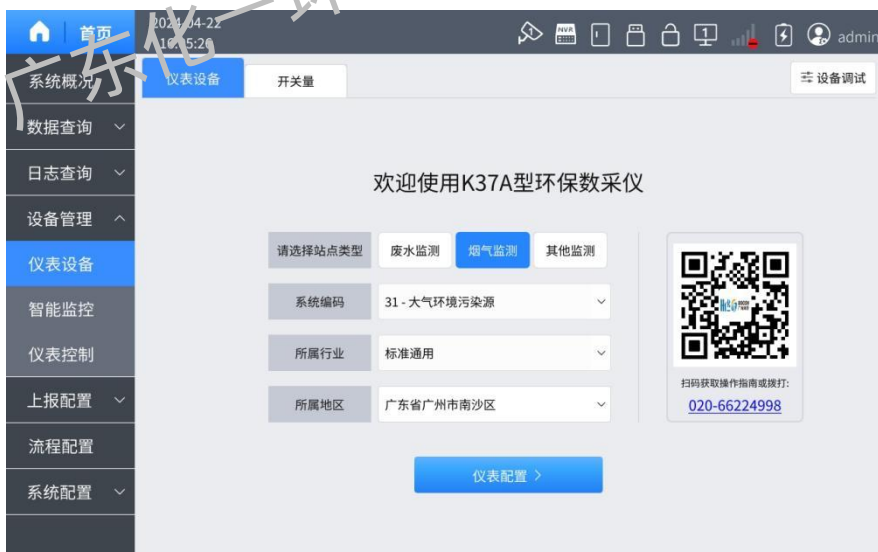 首页
2024-04-22
16:05:26
1
NVR
1
admin
系统概况
数据查询
日志查询
设备管理
仪表设备
智能监控
仪表控制
上报配置
流程配置
系统配置
仪表设备
开关量
设备调试
欢迎使用K37A型环保数采仪
请选择站点类型
废水监测
烟气监测
其他监测
系统编码
31 - 大气环境污染源
所属行业
标准通用
所属地区
广东省广州市南沙区
扫码获取操作指南或拨打:
020-66224998
仪表配置 >